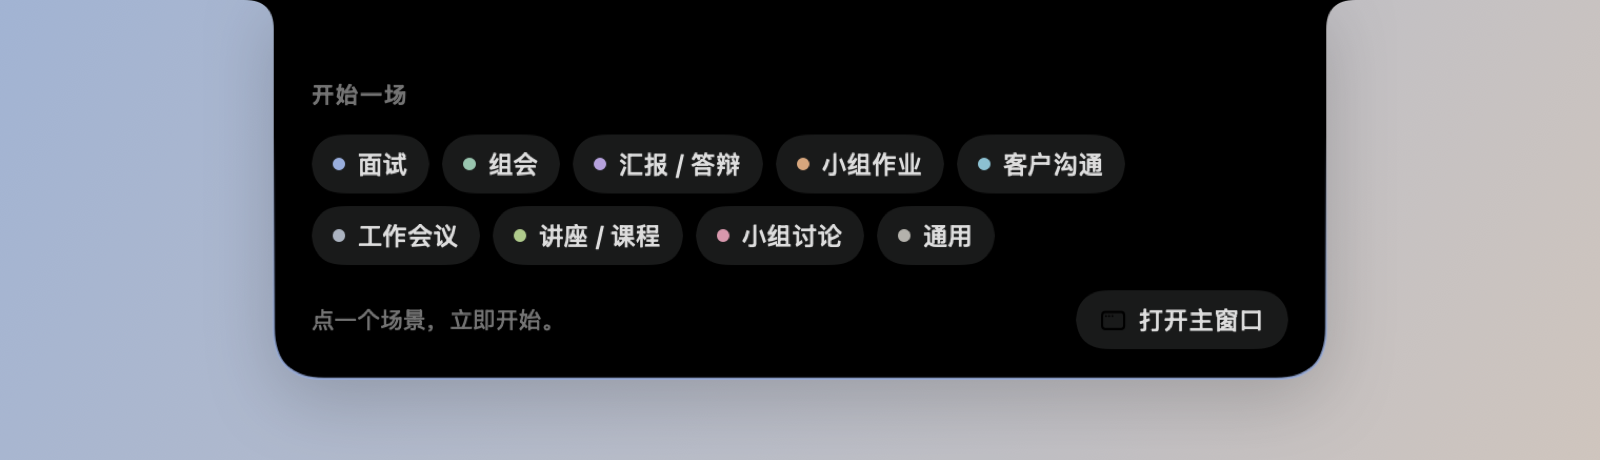 开始一场
面试 组会 汇报 / 答辩 小组作业 客户沟通
工作会议 讲座 / 课程 小组讨论 通用
点一个场景，立即开始。 打开主窗口